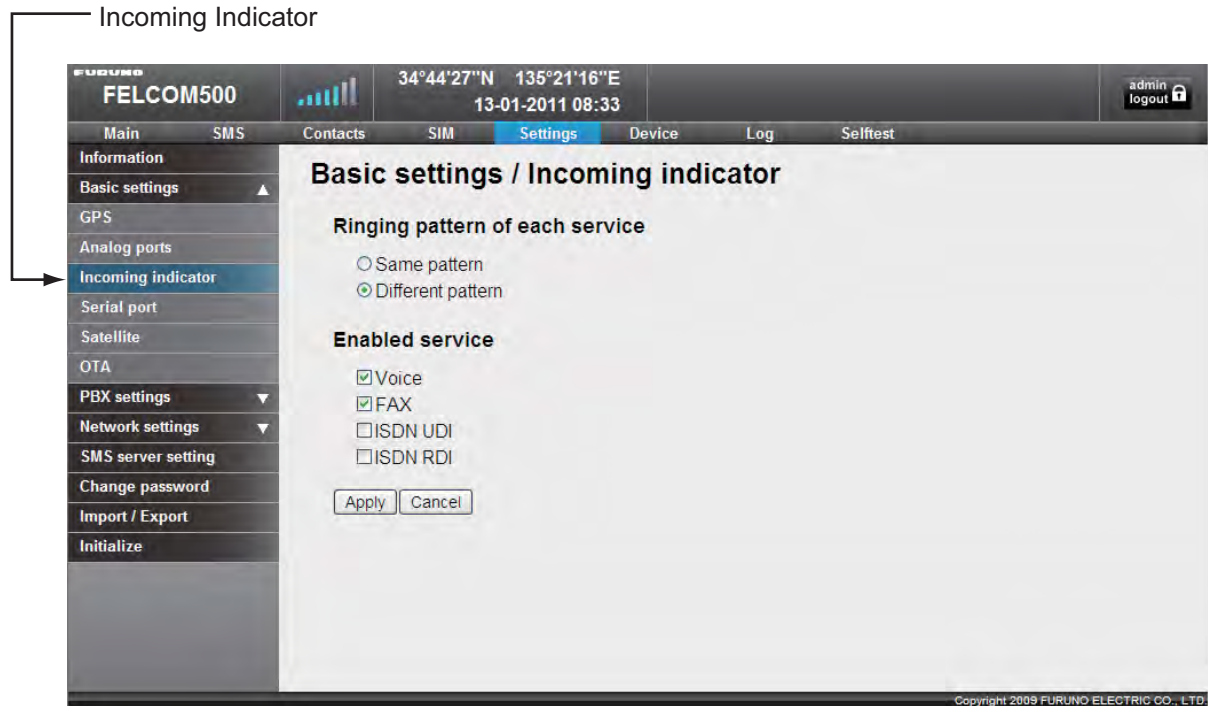 Incoming Indicator
FURUNO
FELCOM500
34°44'27"N 135°21'16"E
13-01-2011 08:33
admin
logout
Main SMS Contacts SIM Settings Device Log Selftest
Information
Basic settings ▲
GPS
Analog ports
Incoming indicator
Serial port
Satellite
OTA
PBX settings ▼
Network settings ▼
SMS server setting
Change password
Import / Export
Initialize
Basic settings / Incoming indicator
Ringing pattern of each service
Same pattern
Different pattern
Enabled service
Voice
FAX
ISDN UDI
ISDN RDI
Apply Cancel
Copyright 2009 FURUNO ELECTRIC CO., LTD.